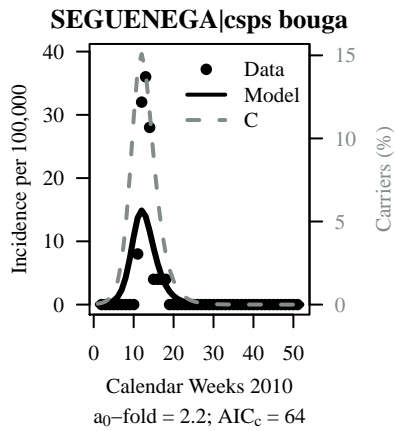 SEGUENEGA|csps bouga
40
30
20
10
0
Incidence per 100,000
Data
Model
C
15
10
5
0
Carriers (%)
0 10 20 30 40 50
Calendar Weeks 2010
a₀−fold = 2.2; AICc = 64